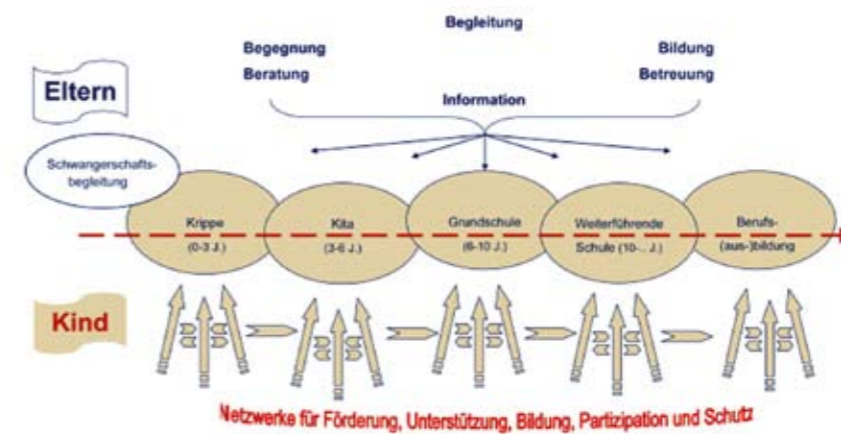 Begleitung
Begegnung
Bildung
Beratung
Betreuung
Eltern
Information
Schwangerschafts-
begleitung
Krippe
(0-3 J.)
Kita
(3-6 J.)
Grundschule
(6-10 J.)
Weiterführende
Schule (10-.. J.)
Berufs-
(aus-)bildung
Kind
Netzwerke für Förderung, Unterstützung, Bildung, Partizipation und Schutz